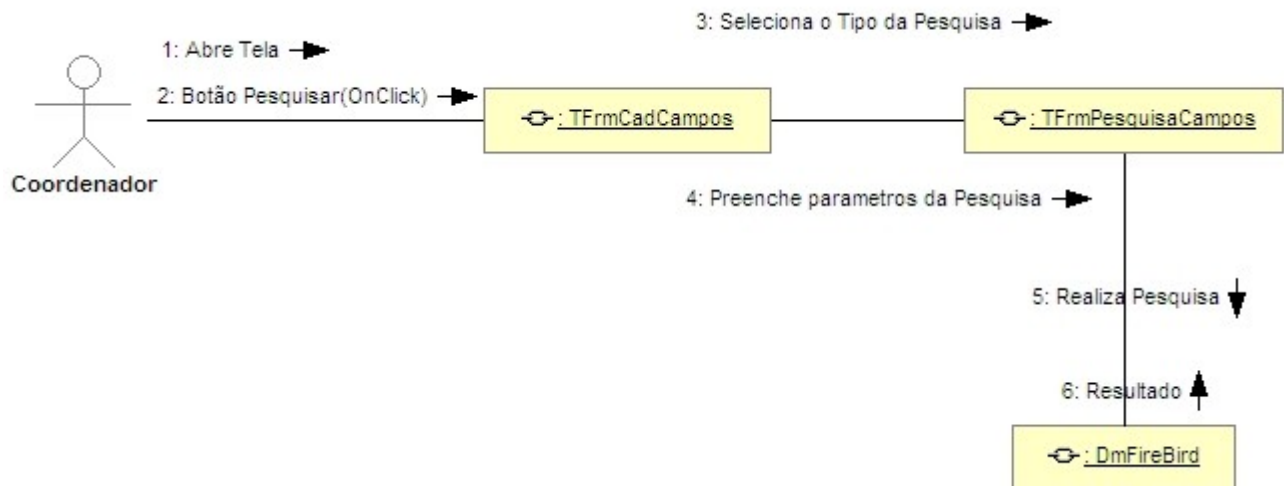 3: Seleciona o Tipo da Pesquisa
1: Abre Tela
2: Botão Pesquisar(OnClick)
: TFrmCadCampos
: TFrmPesquisaCampos
Coordenador
4: Preenche parametros da Pesquisa
5: Realiza Pesquisa
6: Resultado
: DmFireBird